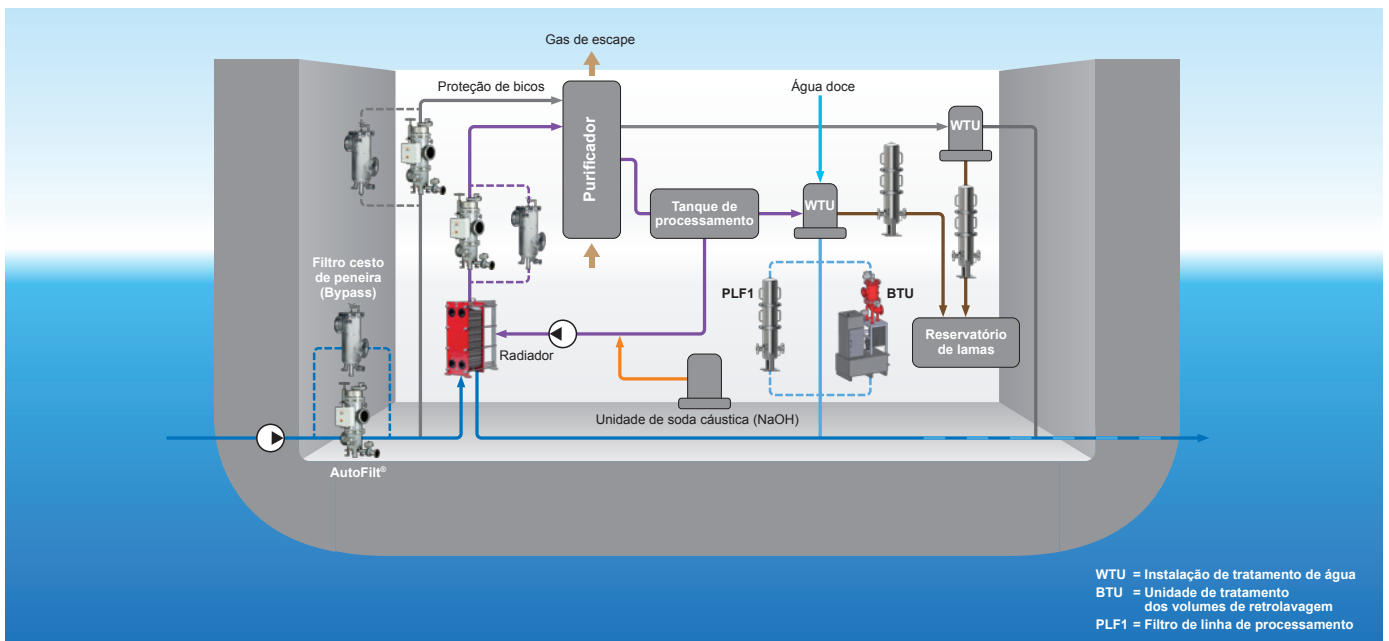 Gas de escape
Proteção de bicos
Água doce
WTU
Purificador
Tanque de
processamento
WTU
Filtro cesto
de peneira
(Bypass)
PLF1
BTU
Reservatório
de lamas
Radiador
Unidade de soda cáustica (NaOH)
AutoFilt®
WTU = Instalação de tratamento de água
BTU = Unidade de tratamento
dos volumes de retrolavagem
PLF1 = Filtro de linha de processamento